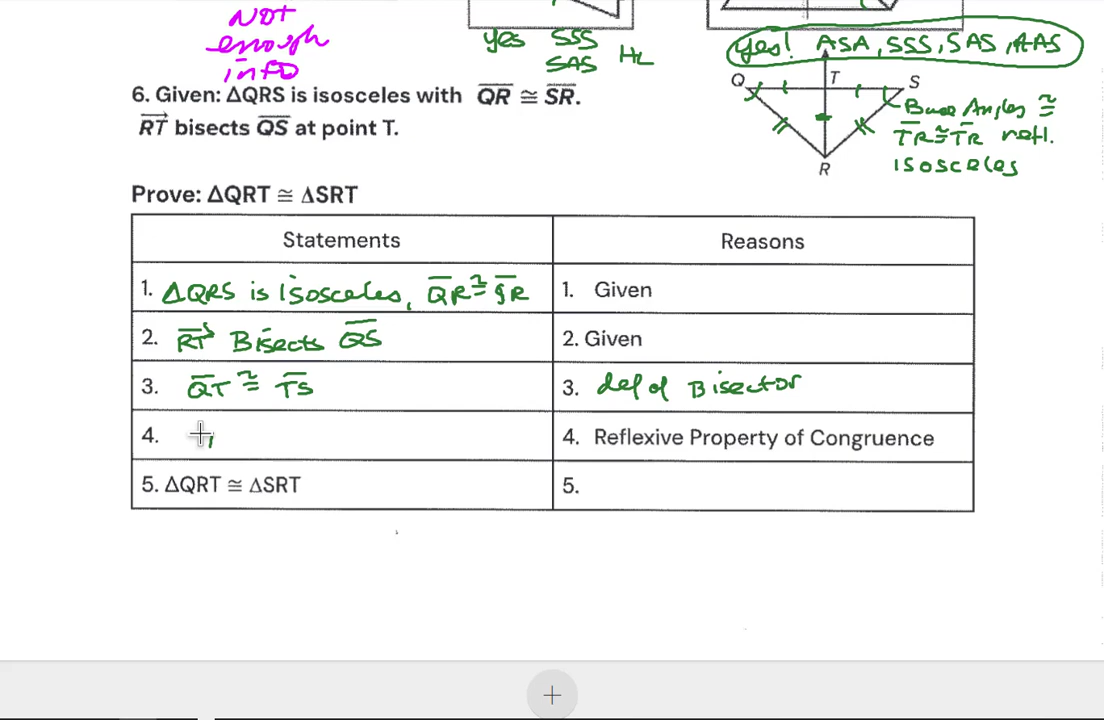 Not
enough
info
yes SSS
SAS HL
yes! ASA, SSS, SAS, AAS
6. Given: ΔQRS is isosceles with QR ≅ SR.
RT bisects QS at point T.
Q T S
R
Base Angles ≅
TR ≅ TR refl.
isosceles
Prove: ΔQRT ≅ ΔSRT
Statements Reasons
1. ΔQRS is isosceles, QR ≅ SR 1. Given
2. RT Bisects QS 2. Given
3. QT ≅ TS 3. def of Bisector
4. 4. Reflexive Property of Congruence
5. ΔQRT ≅ ΔSRT 5.